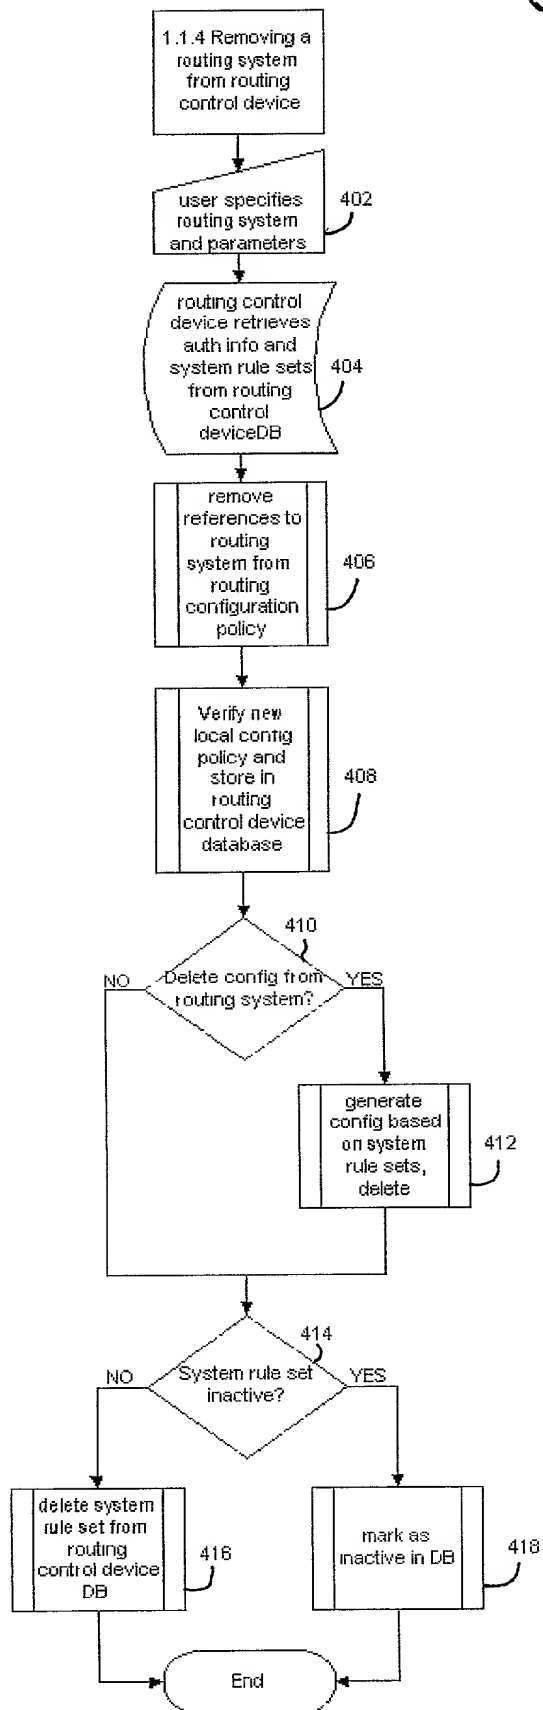 1.1.4 Removing a
routing system
from routing
control device
user specifies
routing system
and parameters
402
routing control
device retrieves
auth info and
system rule sets
from routing
control
deviceDB
404
remove
references to
routing
system from
routing
configuration
policy
406
Verify new
local config
policy and
store in
routing
control device
database
408
410
Delete config from
routing system?
NO
YES
generate
config based
on system
rule sets,
delete
412
414
System rule set
inactive?
NO
YES
delete system
rule set from
routing
control device
DB
416
mark as
inactive in DB
418
End